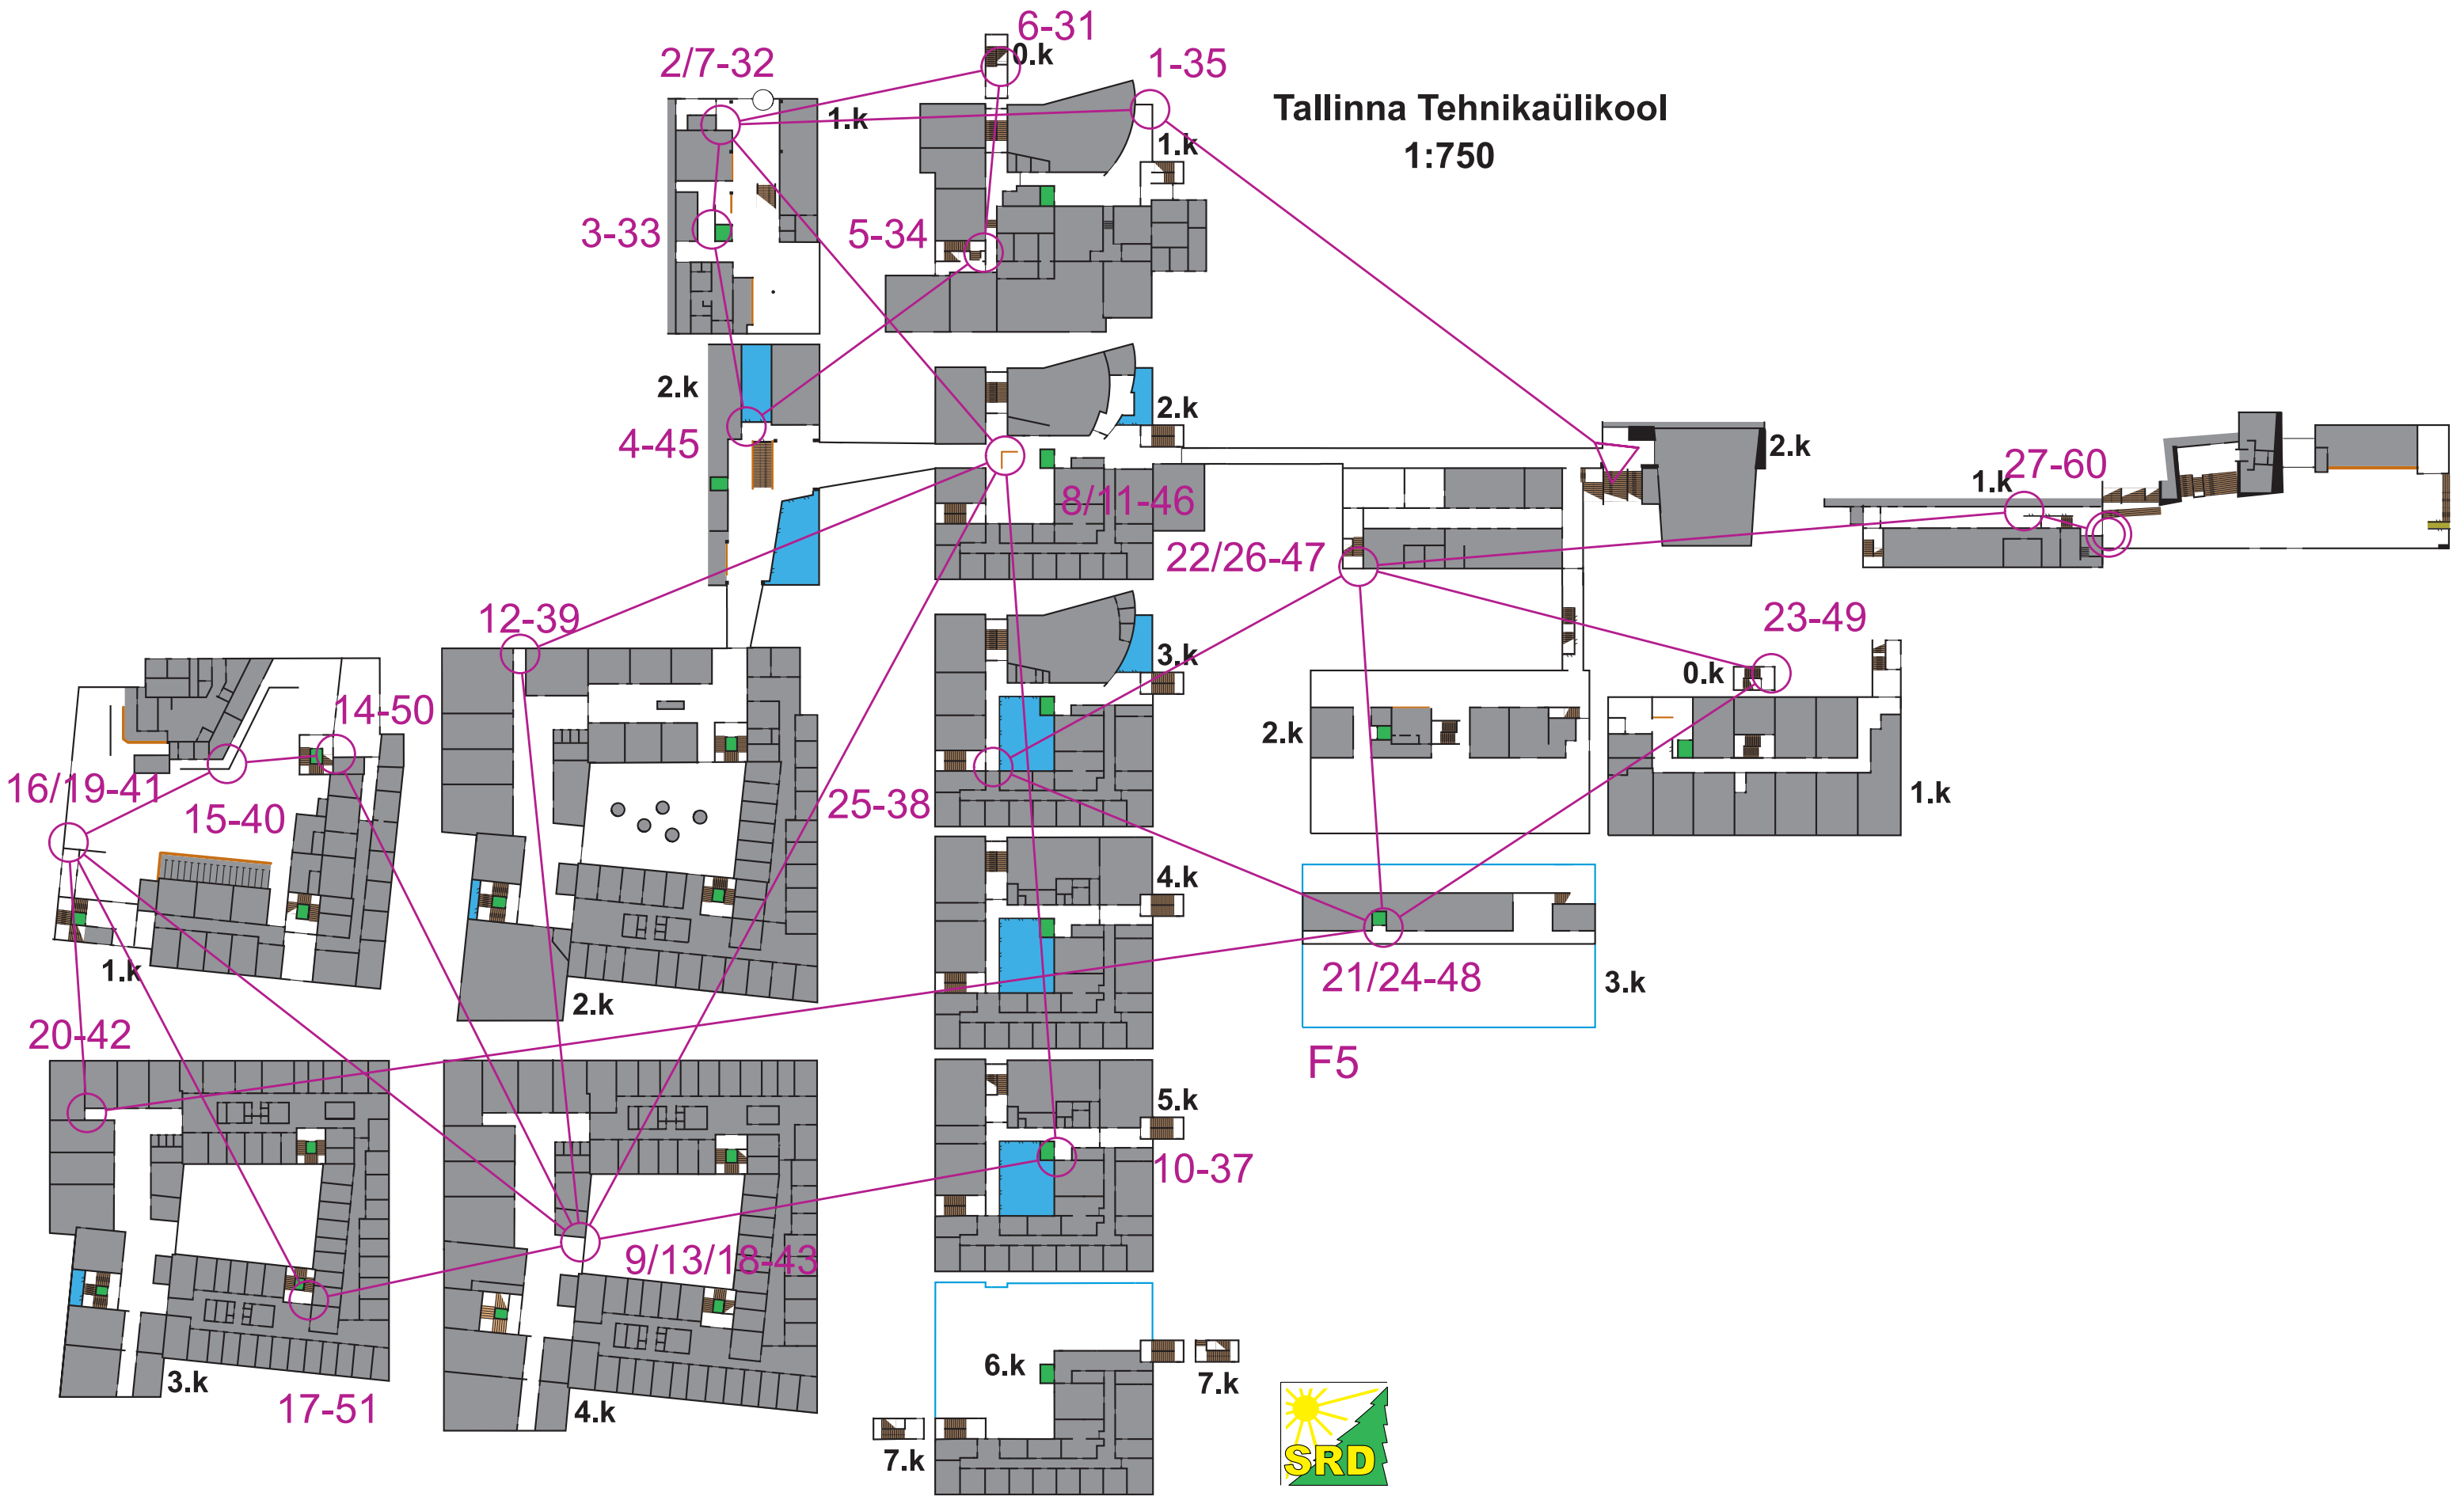 6-31
2/7-32
0.k
1-35
Tallinna Tehnikaülikool
1:750
1.k
1.k
3-33
5-34
2.k
2.k
4-45
2.k
27-60
1.k
8/11-46
22/26-47
12-39
23-49
3.k
0.k
14-50
2.k
16/19-41
15-40
25-38
1.k
4.k
1.k
2.k
21/24-48
3.k
20-42
F5
5.k
10-37
9/13/18-43
6.k
3.k
17-51
4.k
7.k
7.k
SRD